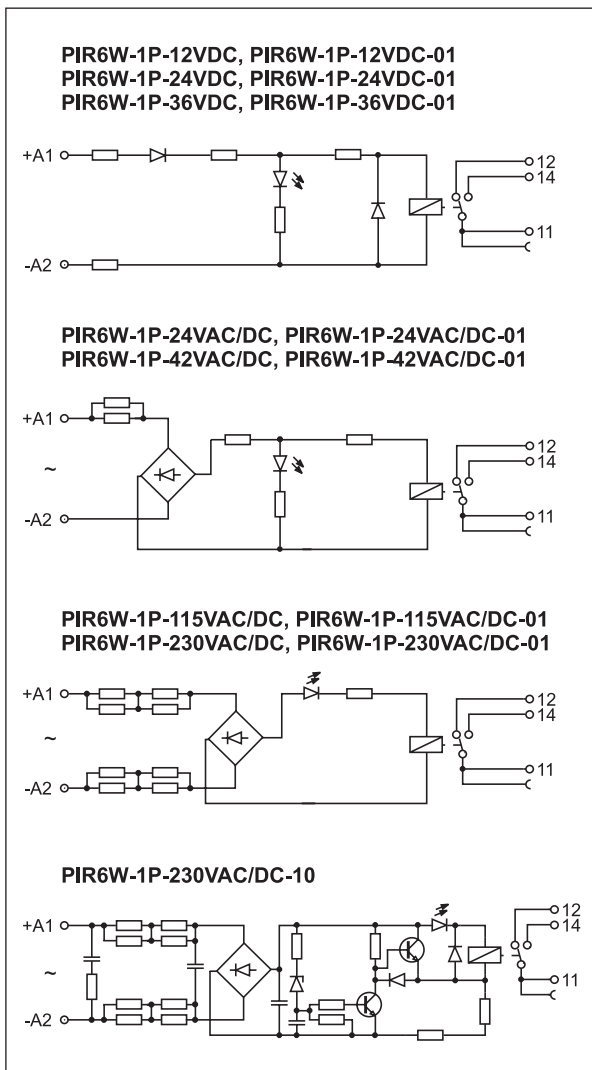 PIR6W-1P-12VDC, PIR6W-1P-12VDC-01
PIR6W-1P-24VDC, PIR6W-1P-24VDC-01
PIR6W-1P-36VDC, PIR6W-1P-36VDC-01
+A1
12
14
11
-A2
PIR6W-1P-24VAC/DC, PIR6W-1P-24VAC/DC-01
PIR6W-1P-42VAC/DC, PIR6W-1P-42VAC/DC-01
+A1
12
14
~
11
-A2
PIR6W-1P-115VAC/DC, PIR6W-1P-115VAC/DC-01
PIR6W-1P-230VAC/DC, PIR6W-1P-230VAC/DC-01
+A1
12
14
~
11
-A2
PIR6W-1P-230VAC/DC-10
+A1
12
14
~
11
-A2